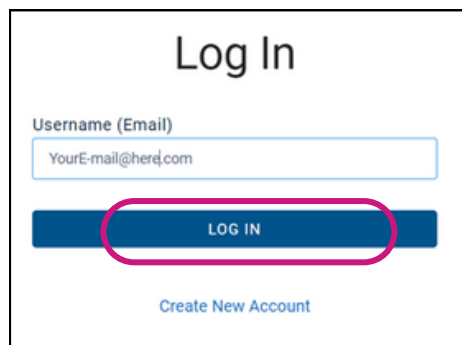 Log In
Username (Email)
YourE-mail@here.com
LOG IN
Create New Account